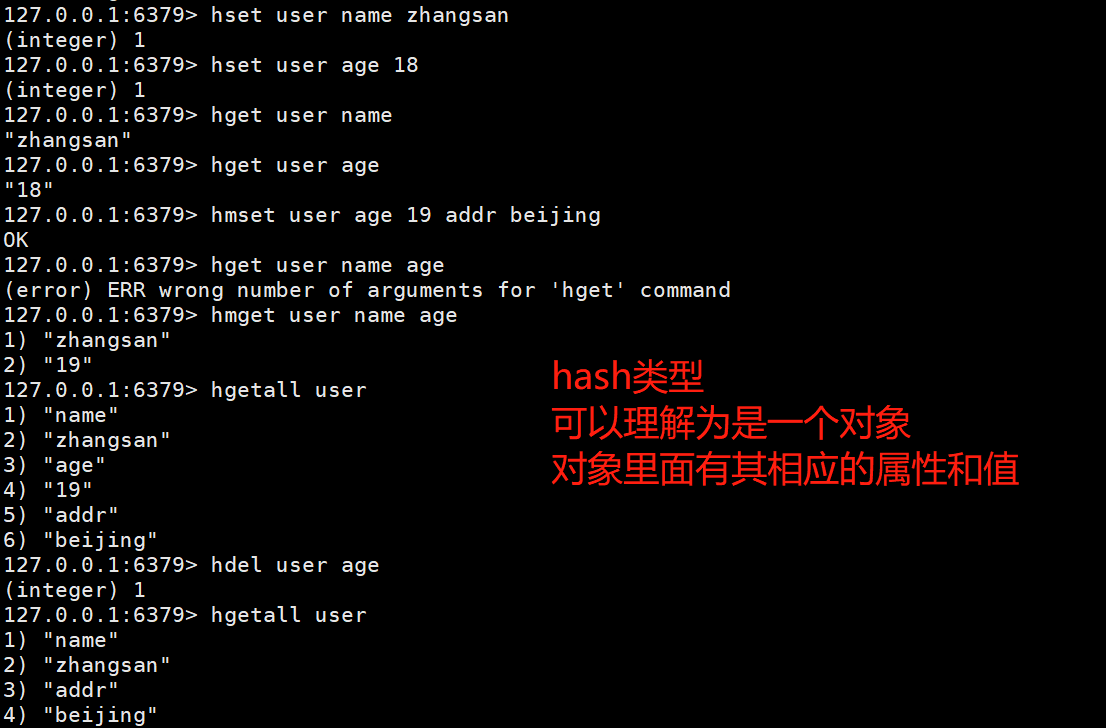 127.0.0.1:6379> hset user name zhangsan
(integer) 1
127.0.0.1:6379> hset user age 18
(integer) 1
127.0.0.1:6379> hget user name
"zhangsan"
127.0.0.1:6379> hget user age
"18"
127.0.0.1:6379> hmset user age 19 addr beijing
OK
127.0.0.1:6379> hget user name age
(error) ERR wrong number of arguments for 'hget' command
127.0.0.1:6379> hmget user name age
1) "zhangsan"
2) "19"
127.0.0.1:6379> hgetall user
1) "name"
2) "zhangsan"
3) "age"
4) "19"
5) "addr"
6) "beijing"
127.0.0.1:6379> hdel user age
(integer) 1
127.0.0.1:6379> hgetall user
1) "name"
2) "zhangsan"
3) "addr"
4) "beijing"
hash类型
可以理解为是一个对象
对象里面有其相应的属性和值